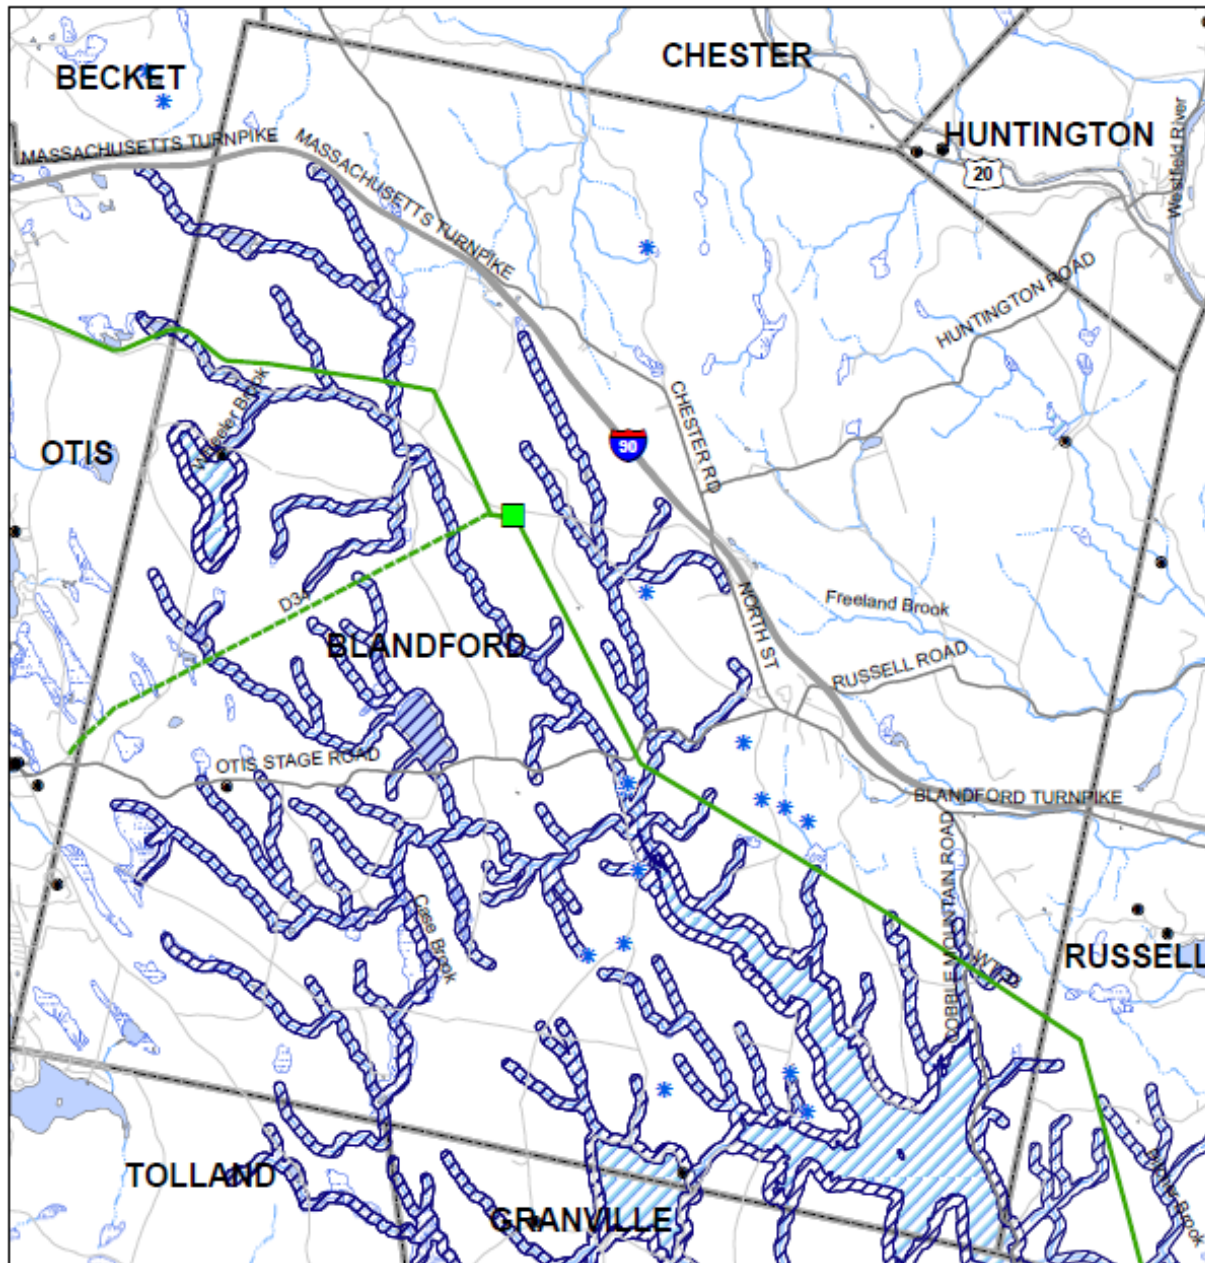 CHESTER
BECKET
HUNTINGTON
MASSACHUSETTS TURNPIKE
MASSACHUSETTS TURNPIKE
20
Westfield River
HUNTINGTON ROAD
CHESTER RD
Wheeler Brook
OTIS
90
D34
Freeland Brook
NORTH ST
BLANDFORD
RUSSELL ROAD
OTIS STAGE ROAD
BLANDFORD TURNPIKE
COBBLE MOUNTAIN ROAD
Case Brook
RUSSELL
TOLLAND
GRANVILLE
Brook